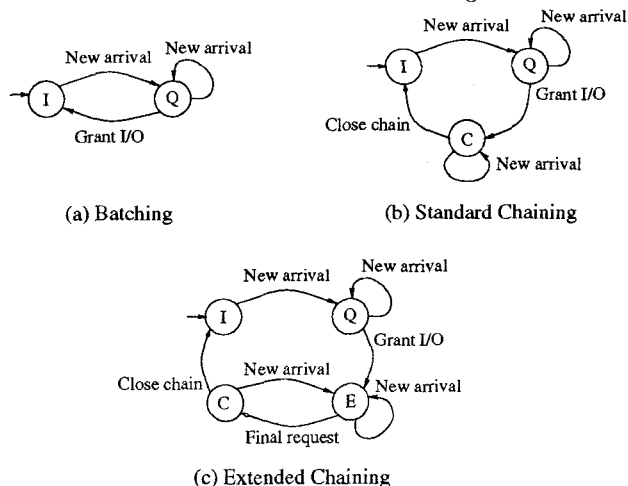 New arrival
New arrival
I
Q
Grant I/O
(a) Batching
New arrival
New arrival
I
Q
Grant I/O
Close chain
C
New arrival
(b) Standard Chaining
New arrival
New arrival
I
Q
Grant I/O
Close chain
New arrival
New arrival
C
E
Final request
(c) Extended Chaining